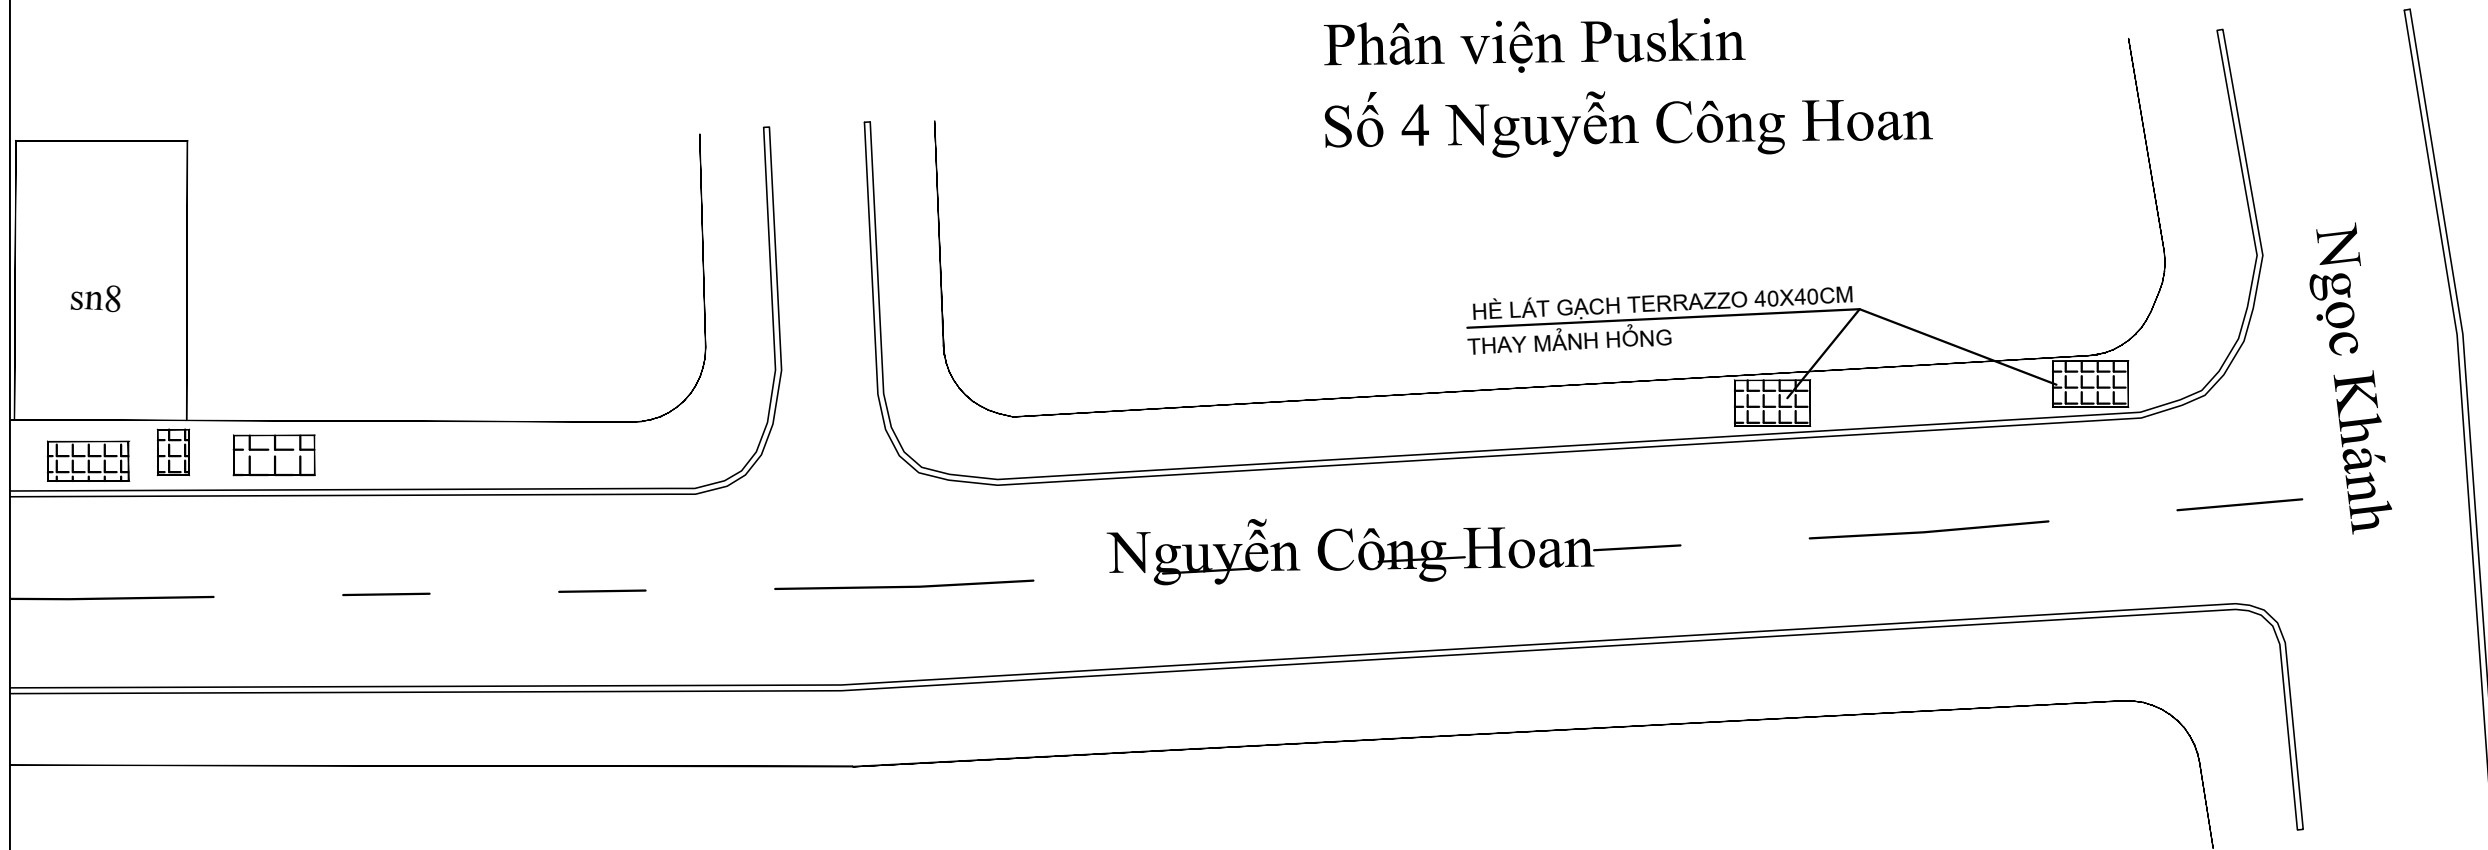 Phân viện Puskin
Số 4 Nguyễn Công Hoan
sn8
HÈ LÁT GẠCH TERRAZZO 40X40CM
THAY MẢNH HỎNG
Ngọc Khánh
Nguyễn Công Hoan